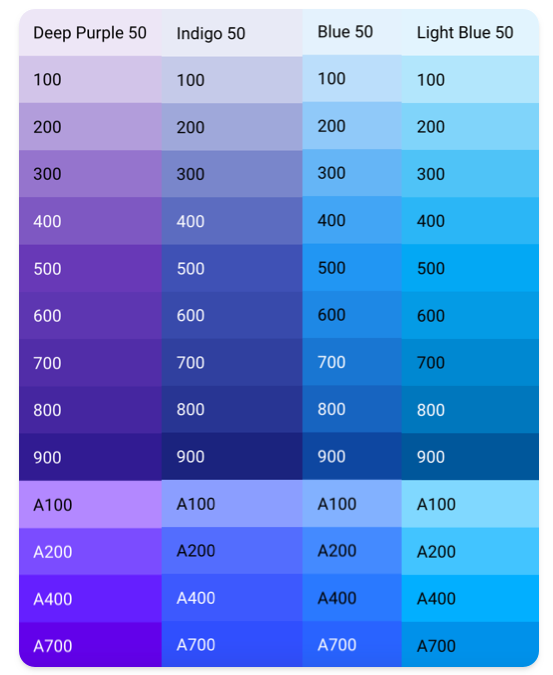 Deep Purple 50 Indigo 50 Blue 50 Light Blue 50
100 100 100 100
200 200 200 200
300 300 300 300
400 400 400 400
500 500 500 500
600 600 600 600
700 700 700 700
800 800 800 800
900 900 900 900
A100 A100 A100 A100
A200 A200 A200 A200
A400 A400 A400 A400
A700 A700 A700 A700